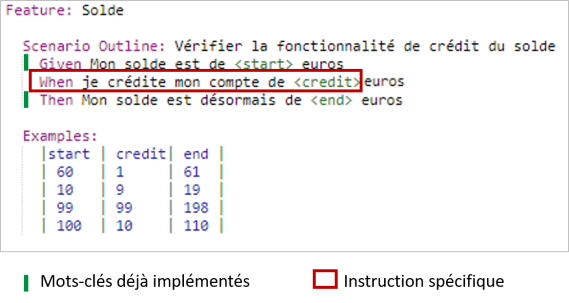 Feature: Solde
Scenario Outline: Vérifier la fonctionnalité de crédit du solde
Given Mon solde est de <start> euros
When je crédite mon compte de <credit> euros
Then Mon solde est désormais de <end> euros
Examples:
|start | credit| end |
| 60 | 1 | 61 |
| 10 | 9 | 19 |
| 99 | 99 | 198 |
| 100 | 10 | 110 |
Mots-clés déjà implémentés
Instruction spécifique